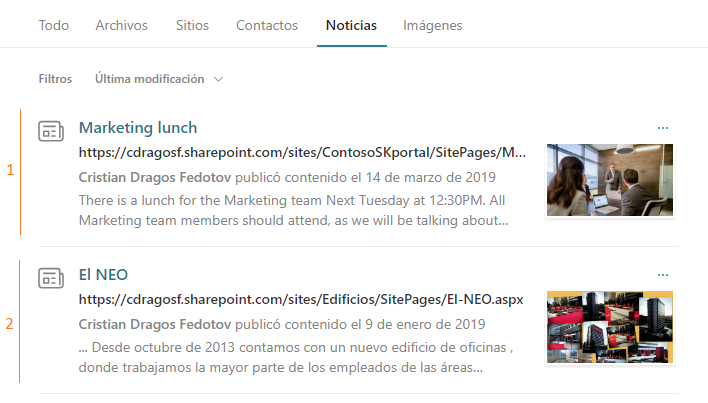 Todo Archivos Sitios Contactos Noticias Imágenes
Filtros Última modificación
1
Marketing lunch ...
https://cdragosf.sharepoint.com/sites/ContosoSKportal/SitePages/M...
Cristian Dragos Fedotov publicó contenido el 14 de marzo de 2019
There is a lunch for the Marketing team Next Tuesday at 12:30PM. All
Marketing team members should attend, as we will be talking about...
2
El NEO ...
https://cdragosf.sharepoint.com/sites/Edificios/SitePages/El-NEO.aspx
Cristian Dragos Fedotov publicó contenido el 9 de enero de 2019
... Desde octubre de 2013 contamos con un nuevo edificio de oficinas ,
donde trabajamos la mayor parte de los empleados de las áreas...